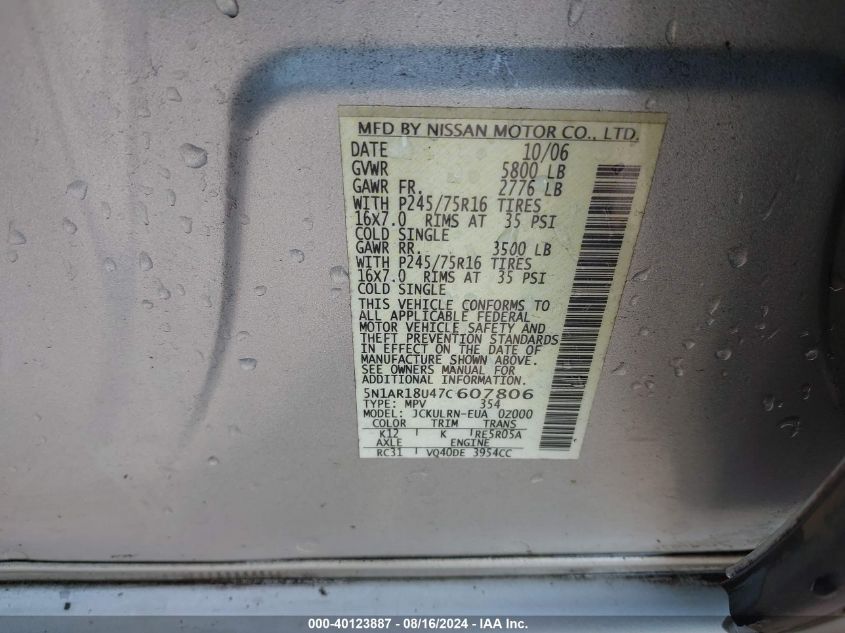 MFD BY NISSAN MOTOR CO., LTD.
DATE 10/06
GVWR 5800 LB
GAWR FR. 2776 LB
WITH P245/75R16 TIRES
16x7.0 RIMS AT 35 PSI
COLD SINGLE
GAWR RR. 3500 LB
WITH P245/75R16 TIRES
16x7.0 RIMS AT 35 PSI
COLD SINGLE
THIS VEHICLE CONFORMS TO
ALL APPLICABLE FEDERAL
MOTOR VEHICLE SAFETY AND
THEFT PREVENTION STANDARDS
IN EFFECT ON THE DATE OF
MANUFACTURE SHOWN ABOVE.
SEE OWNERS MANUAL FOR
ADDITIONAL INFORMATION.
5N1AR18U47C607806
TYPE: MPV 354
MODEL: JCKULRN-EUA 0Z000
COLOR TRIM TRANS
K12 K RE5R05A
AXLE ENGINE
RC31 VQ40DE 3954CC
000-40123887 - 08/16/2024 - IAA Inc.